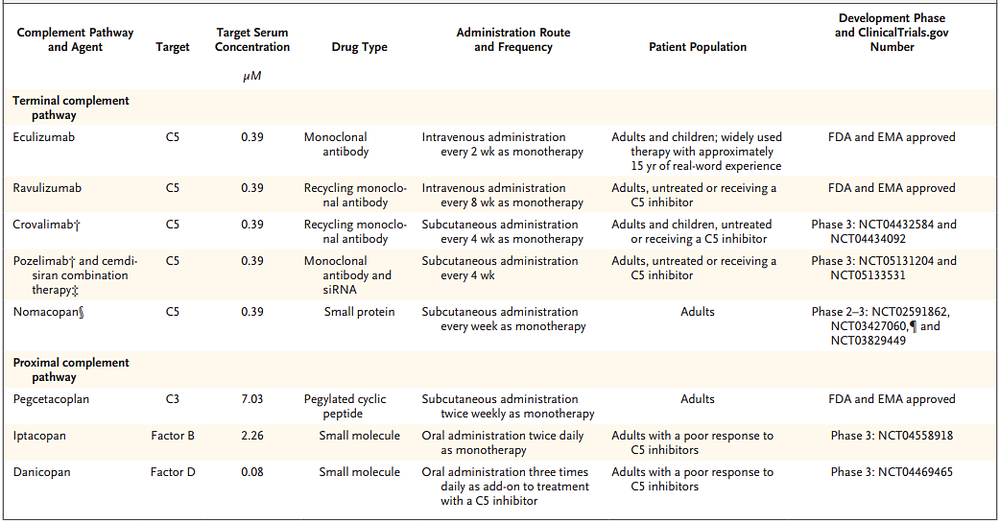 Complement Pathway and Agent Target Target Serum Concentration Drug Type Administration Route and Frequency Patient Population Development Phase and ClinicalTrials.gov Number
μM
Terminal complement
pathway
Eculizumab C5 0.39 Monoclonal Intravenous administration Adults and children; widely used FDA and EMA approved
antibody every 2 wk as monotherapy therapy with approximately
15 yr of real-word experience
Ravulizumab C5 0.39 Recycling monoclo- Intravenous administration Adults, untreated or receiving a FDA and EMA approved
nal antibody every 8 wk as monotherapy C5 inhibitor
Crovalimab† C5 0.39 Recycling monoclo- Subcutaneous administration Adults and children, untreated Phase 3: NCT04432584 and
nal antibody every 4 wk as monotherapy or receiving a C5 inhibitor NCT04434092
Pozelimab† and cemdi- C5 0.39 Monoclonal Subcutaneous administration Adults, untreated or receiving a Phase 3: NCT05131204 and
siran combination antibody and every 4 wk C5 inhibitor NCT05133531
therapy‡ siRNA
Nomacopan§ C5 0.39 Small protein Subcutaneous administration Adults Phase 2–3: NCT02591862,
every week as monotherapy NCT03427060,¶ and
NCT03829449
Proximal complement
pathway
Pegcetacoplan C3 7.03 Pegylated cyclic Subcutaneous administration Adults FDA and EMA approved
peptide twice weekly as monotherapy
Iptacopan Factor B 2.26 Small molecule Oral administration twice daily Adults with a poor response to Phase 3: NCT04558918
as monotherapy C5 inhibitors
Danicopan Factor D 0.08 Small molecule Oral administration three times Adults with a poor response to Phase 3: NCT04469465
daily as add-on to treatment C5 inhibitors
with a C5 inhibitor